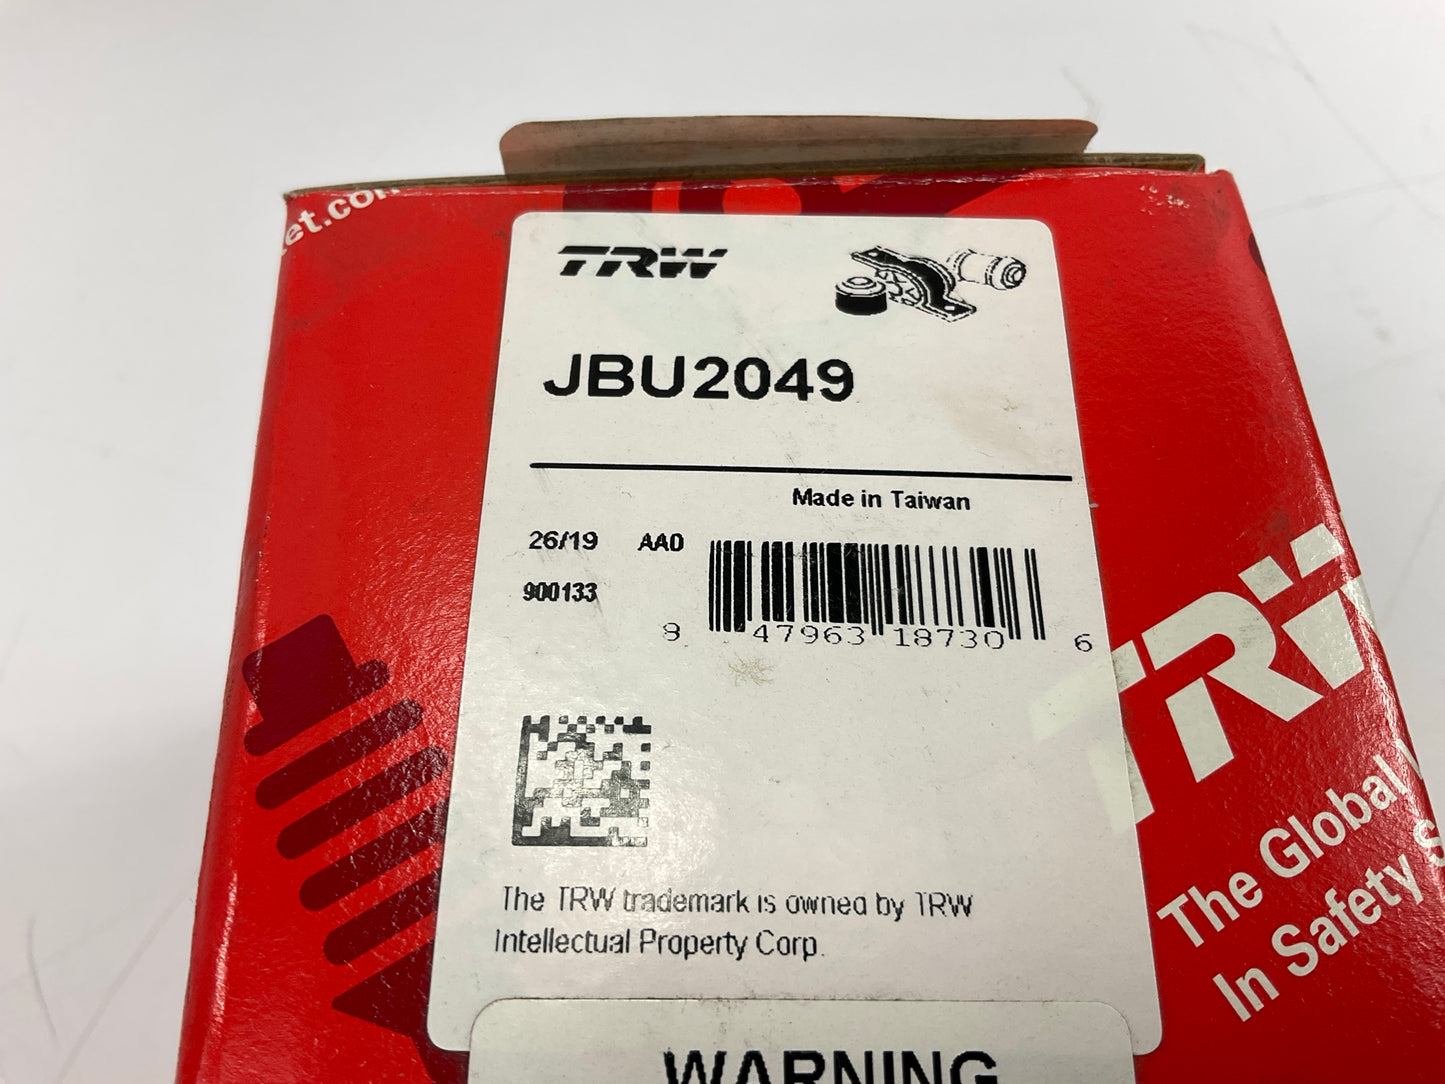 et.com
TRW
JBU2049
Made in Taiwan
26/19 AA0
900133
8 47963 18730 6
The TRW trademark is owned by TRW
Intellectual Property Corp.
WARNING
TRW
The Global
In Safety